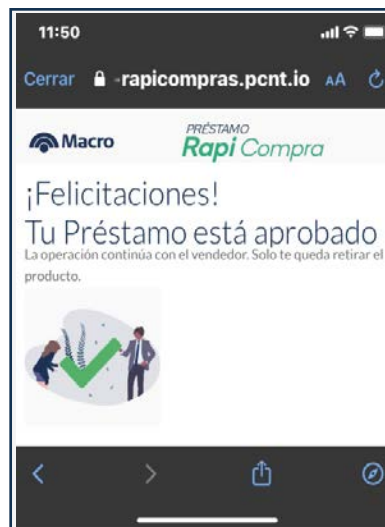 11:50
Cerrar -rapicompras.pcnt.io AA
Macro
PRÉSTAMO
Rapi Compra
¡Felicitaciones!
Tu Préstamo está aprobado
La operación continúa con el vendedor. Solo te queda retirar el
producto.